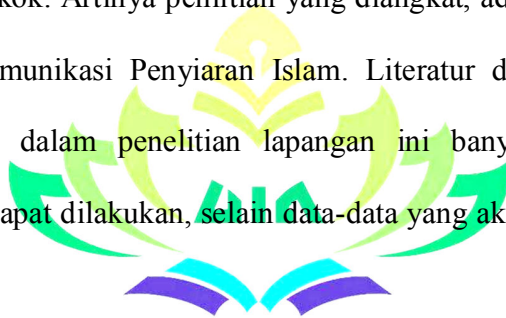 kok. Artinya penlitian yang diangkat, ad
munikasi Penyiaran Islam. Literatur d
dalam penelitian lapangan ini bany
apat dilakukan, selain data-data yang ak